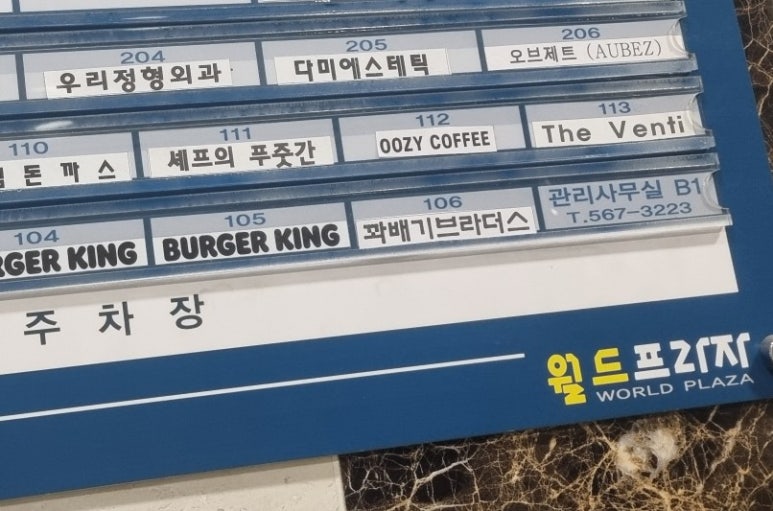 204 205 206
우리정형외과 다미에스테틱 오브제트 (AUBEZ)
110 111 112 113
돈 까 스 셰프의 푸줏간 OOZY COFFEE The Venti
104 105 106 관리사무실 B1
RGER KING BURGER KING 꽈배기브라더스 T.567-3223
주 차 장
월드프라자
WORLD PLAZA